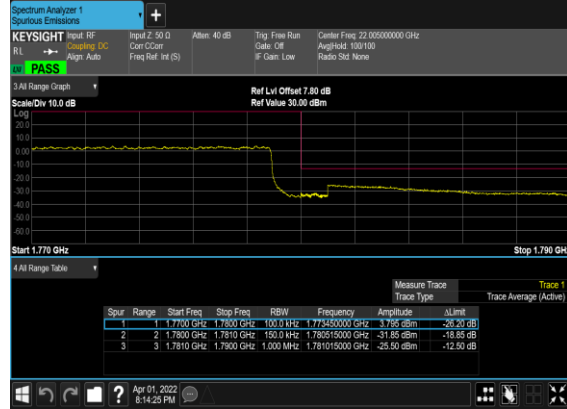 Spectrum Analyzer 1
Spurious Emissions
KEYSIGHT Input: RF Input Z: 50 Ω Atten: 40 dB Trig: Free Run Center Freq: 22.005000000 GHz
RL Coupling: DC Corr CCorr Gate: Off Avg|Hold: 100/100
Align: Auto Freq Ref: Int (S) IF Gain: Low Radio Std: None
PASS
3 All Range Graph
Ref Lvl Offset 7.80 dB
Scale/Div 10.0 dB Ref Value 30.00 dBm
Log
20.0
10.0
0.00
-10.0
-20.0
-30.0
-40.0
-50.0
-60.0
Start 1.770 GHz Stop 1.790 GHz
4 All Range Table
Measure Trace Trace 1
Trace Type Trace Average (Active)
Spur Range Start Freq Stop Freq RBW Frequency Amplitude ΔLimit
1 1 1.7700 GHz 1.7800 GHz 100.0 kHz 1.773450000 GHz 3.795 dBm -26.20 dB
2 2 1.7800 GHz 1.7810 GHz 150.0 kHz 1.780515000 GHz -31.85 dBm -18.85 dB
3 3 1.7810 GHz 1.7900 GHz 1.000 MHz 1.781015000 GHz -25.50 dBm -12.50 dB
? Apr 01, 2022
8:14:25 PM